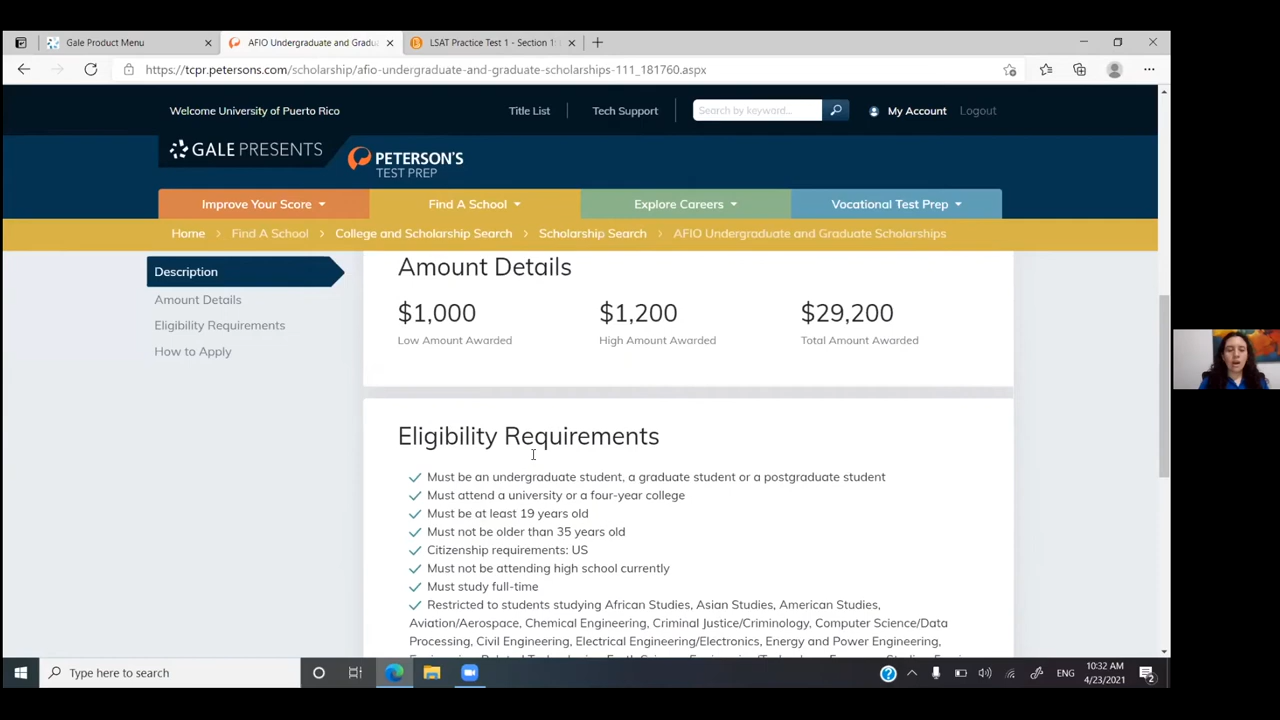 Gale Product Menu
AFIO Undergraduate and Gradu
LSAT Practice Test 1 - Section 1:
https://tcpr.petersons.com/scholarship/afio-undergraduate-and-graduate-scholarships-111_181760.aspx
Welcome University of Puerto Rico
Title List
Tech Support
Search by keyword...
My Account
Logout
GALE PRESENTS
PETERSON'S
TEST PREP
Improve Your Score
Find A School
Explore Careers
Vocational Test Prep
Home > Find A School > College and Scholarship Search > Scholarship Search > AFIO Undergraduate and Graduate Scholarships
Description
Amount Details
Eligibility Requirements
How to Apply
Amount Details
$1,000
Low Amount Awarded
$1,200
High Amount Awarded
$29,200
Total Amount Awarded
Eligibility Requirements
Must be an undergraduate student, a graduate student or a postgraduate student
Must attend a university or a four-year college
Must be at least 19 years old
Must not be older than 35 years old
Citizenship requirements: US
Must not be attending high school currently
Must study full-time
Restricted to students studying African Studies, Asian Studies, American Studies,
Aviation/Aerospace, Chemical Engineering, Criminal Justice/Criminology, Computer Science/Data
Processing, Civil Engineering, Electrical Engineering/Electronics, Energy and Power Engineering,
Type here to search
ENG
10:32 AM
4/23/2021
2